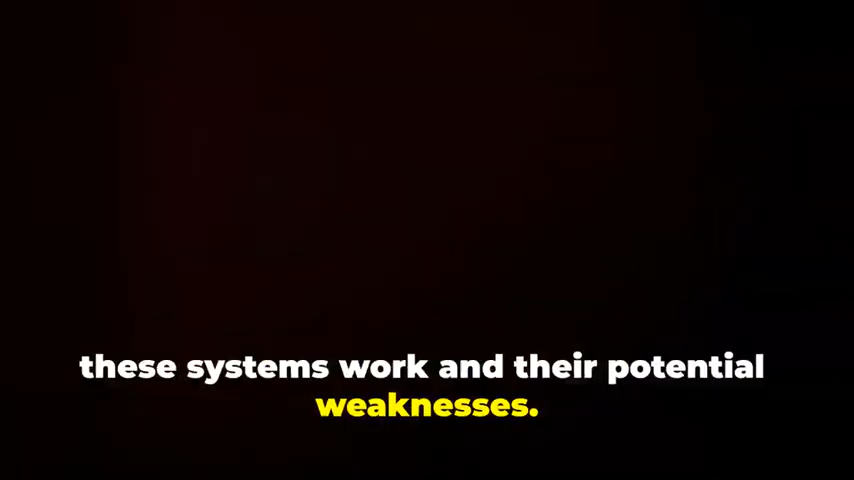 these systems work and their potential
weaknesses.